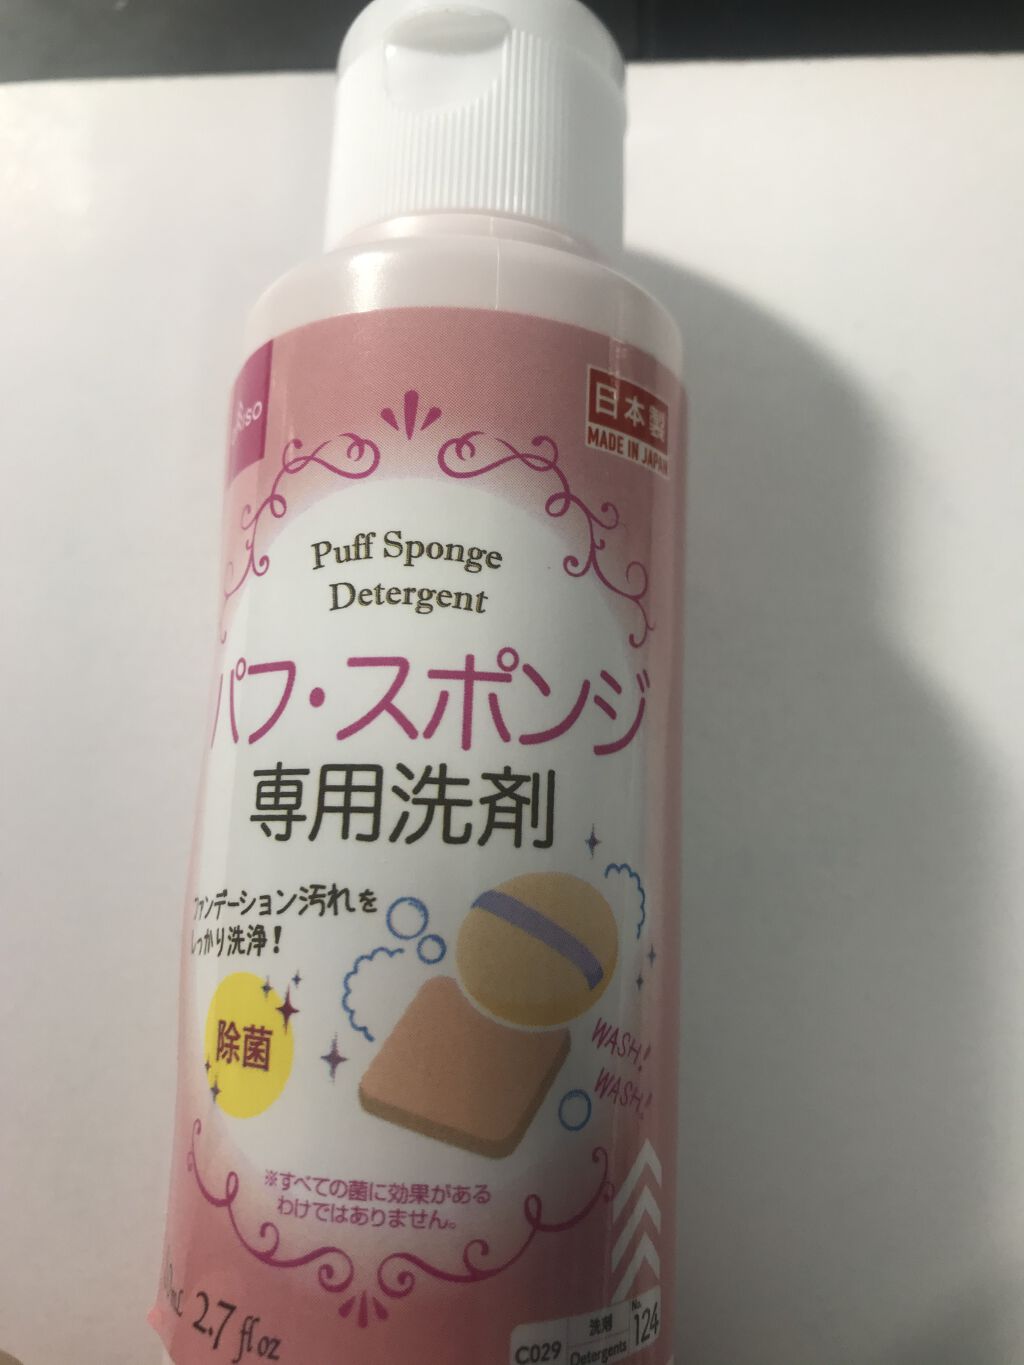 日本製
MADE IN JAPAN
Puff Sponge
Detergent
パフ・スポンジ
専用洗剤
ファンデーション汚れを
しっかり洗浄!
除菌
WASH!
WASH!
※すべての菌に効果がある
わけではありません。
2.7 fl oz
洗剤
Detergents
C029
No.
124